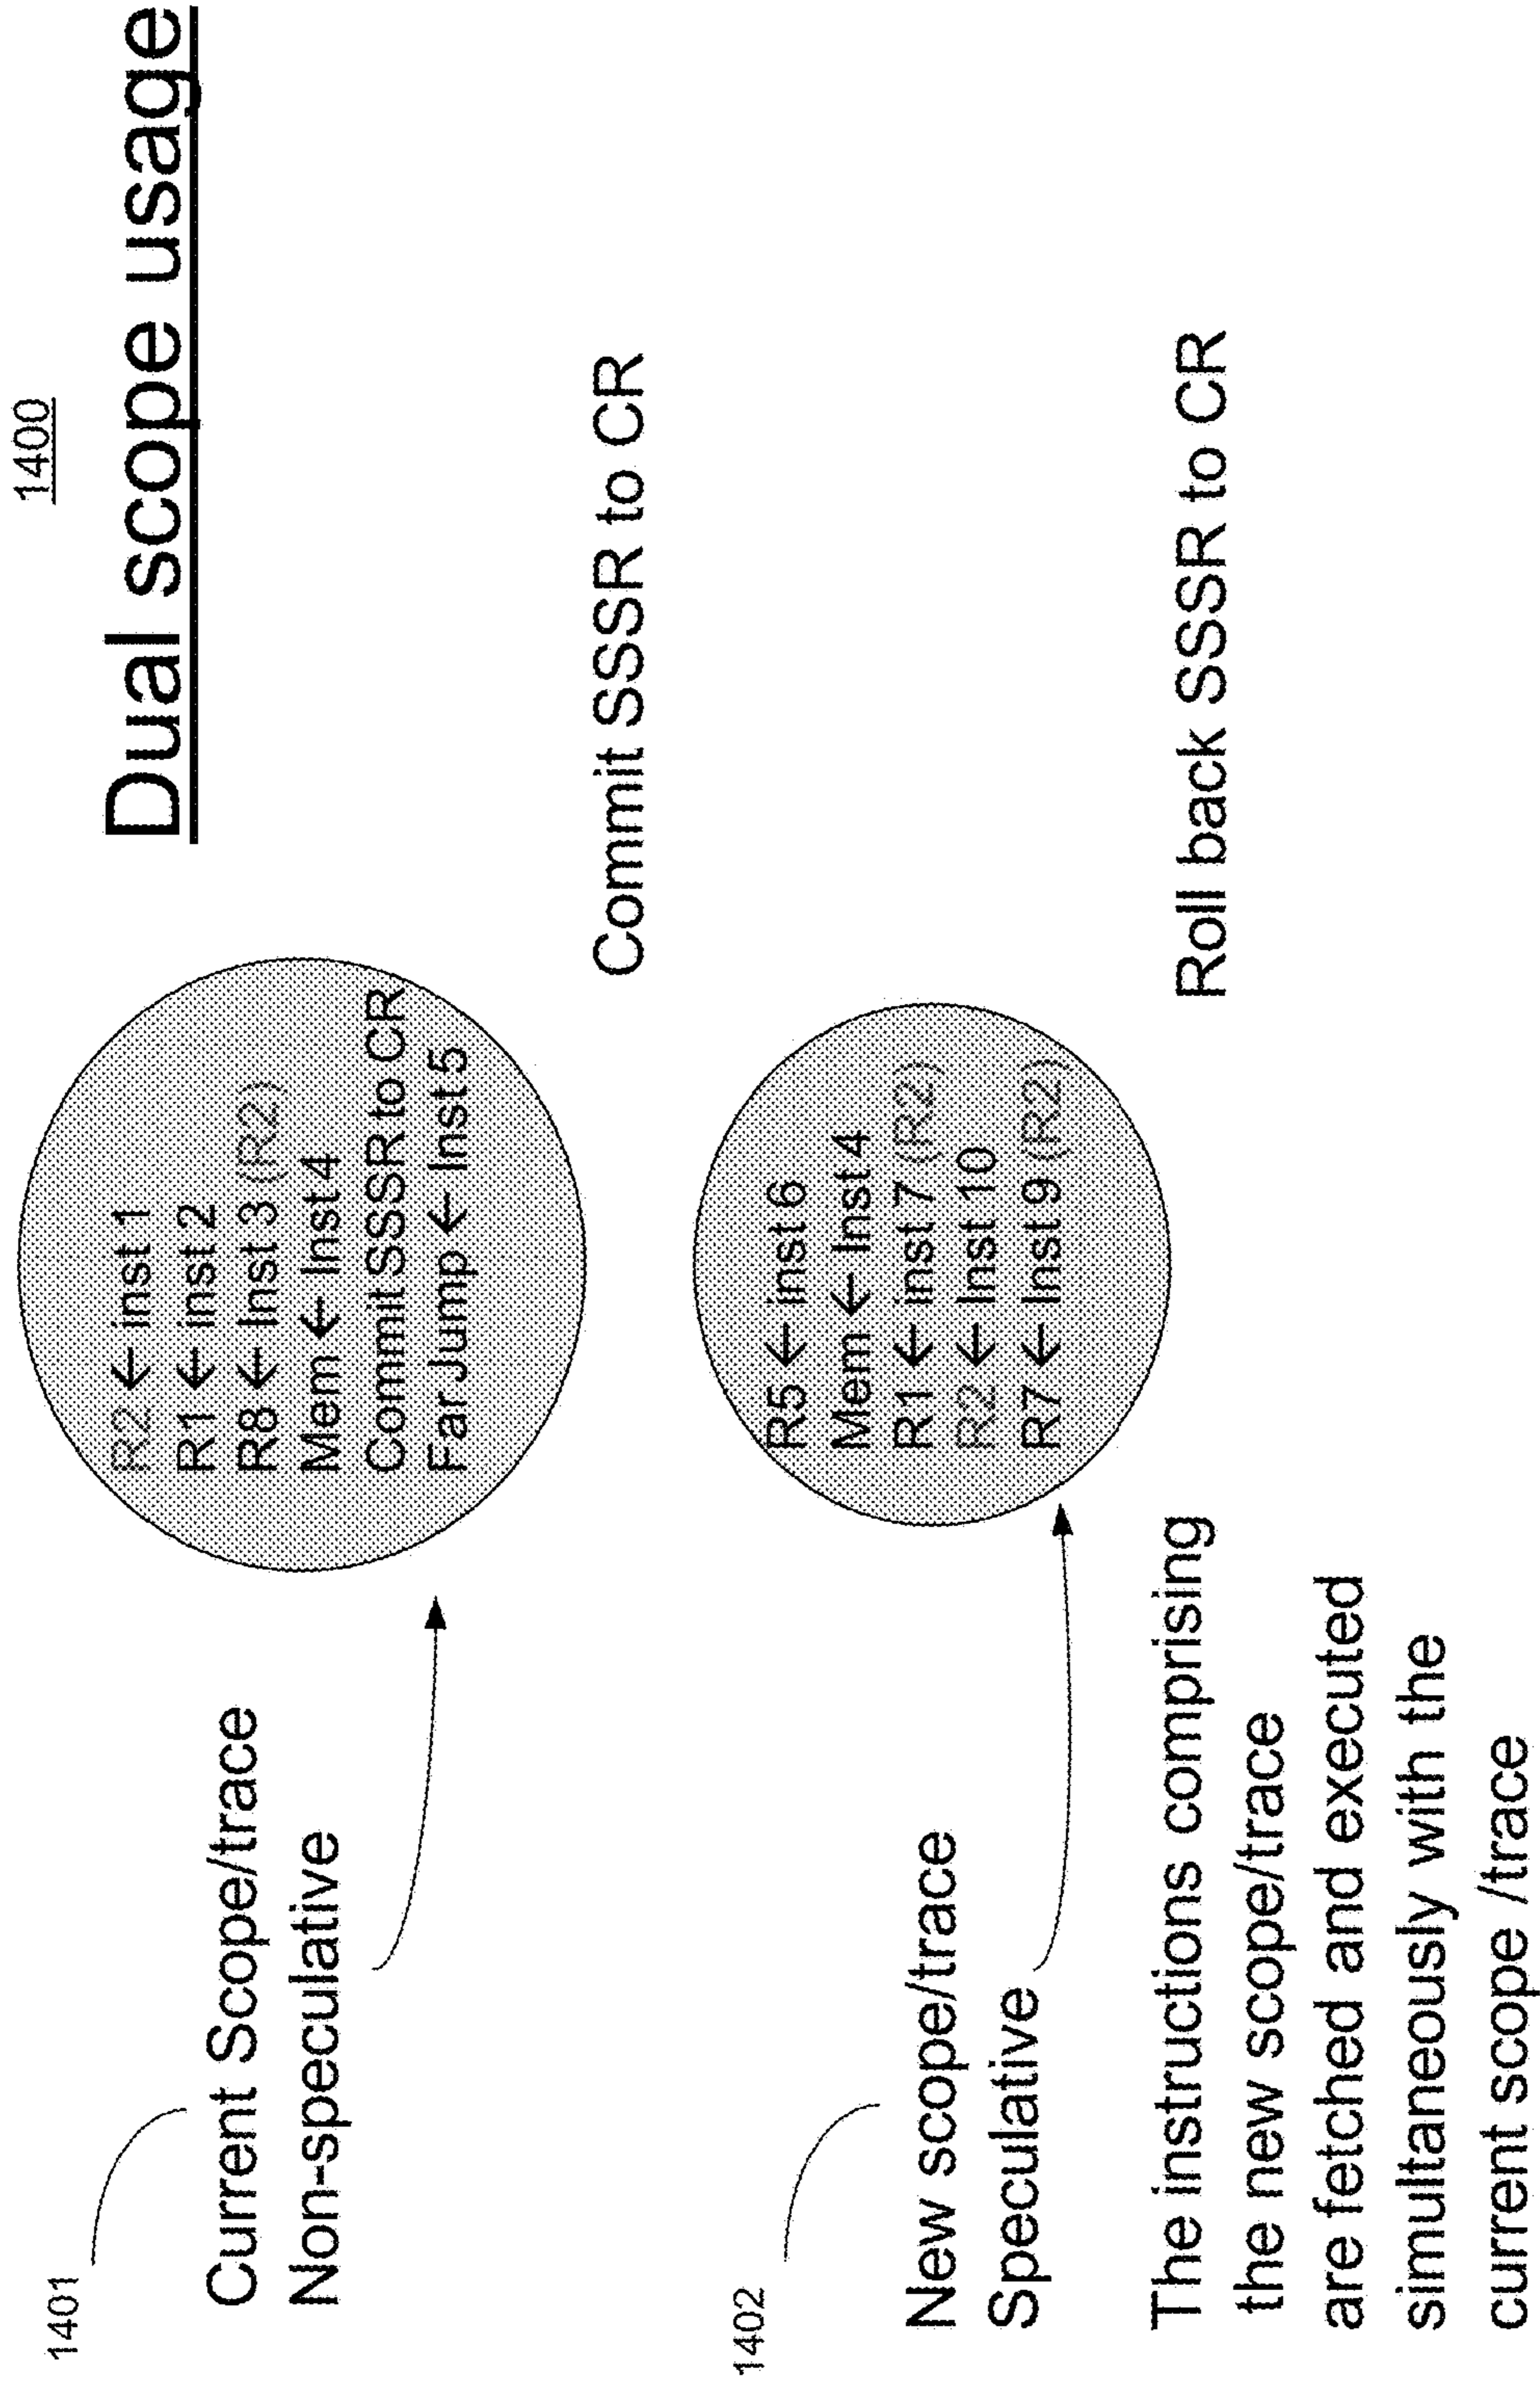 1400
Dual scope usage
1401
Current Scope/trace
Non-speculative
R2 ← inst 1
R1 ← inst 2
R8 ← Inst 3 (R2)
Mem ← Inst 4
Commit SSSR to CR
Far Jump ← Inst 5
Commit SSSR to CR
1402
New scope/trace
Speculative
R5 ← inst 6
Mem ← Inst 4
R1 ← inst 7 (R2)
R2 ← Inst 10
R7 ← Inst 9 (R2)
Roll back SSSR to CR
The instructions comprising
the new scope/trace
are fetched and executed
simultaneously with the
current scope /trace